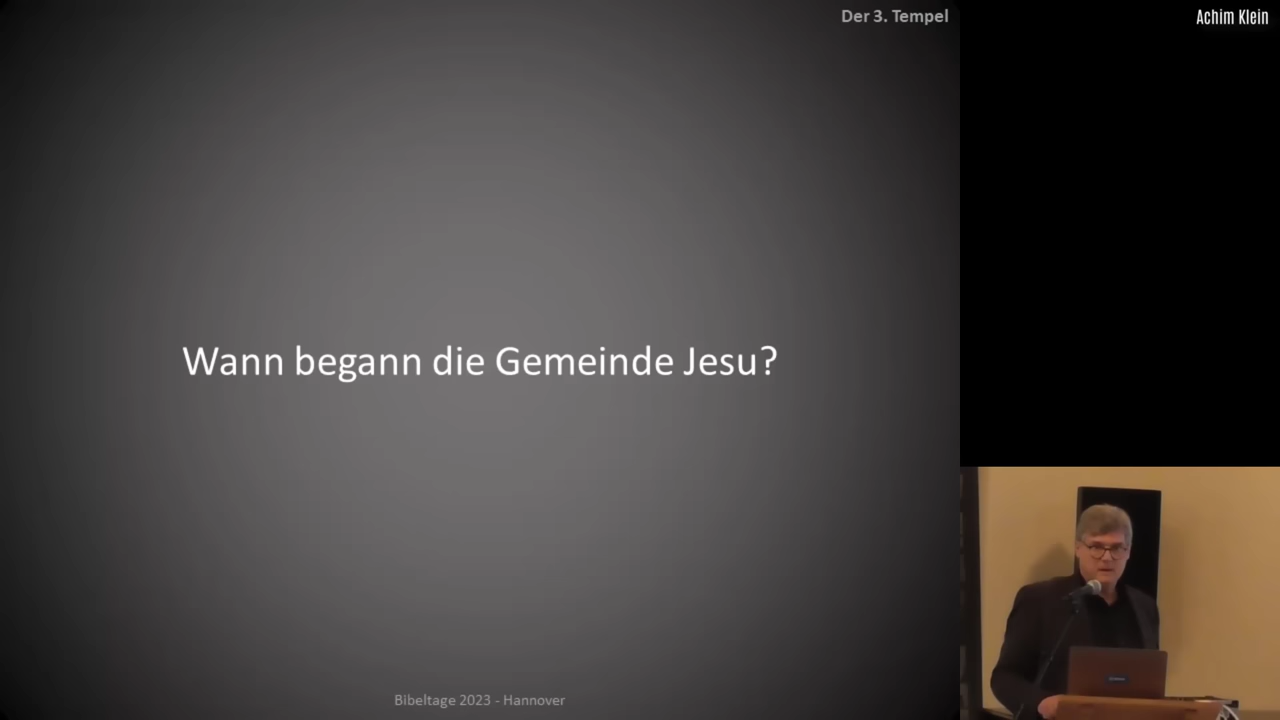 Der 3. Tempel
Achim Klein
Wann begann die Gemeinde Jesu?
Bibeltage 2023 - Hannover